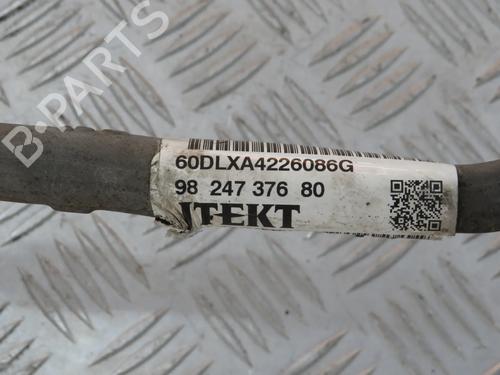 B-PARTS
60DLXA4226086G
98 247 376 80
JTEKT